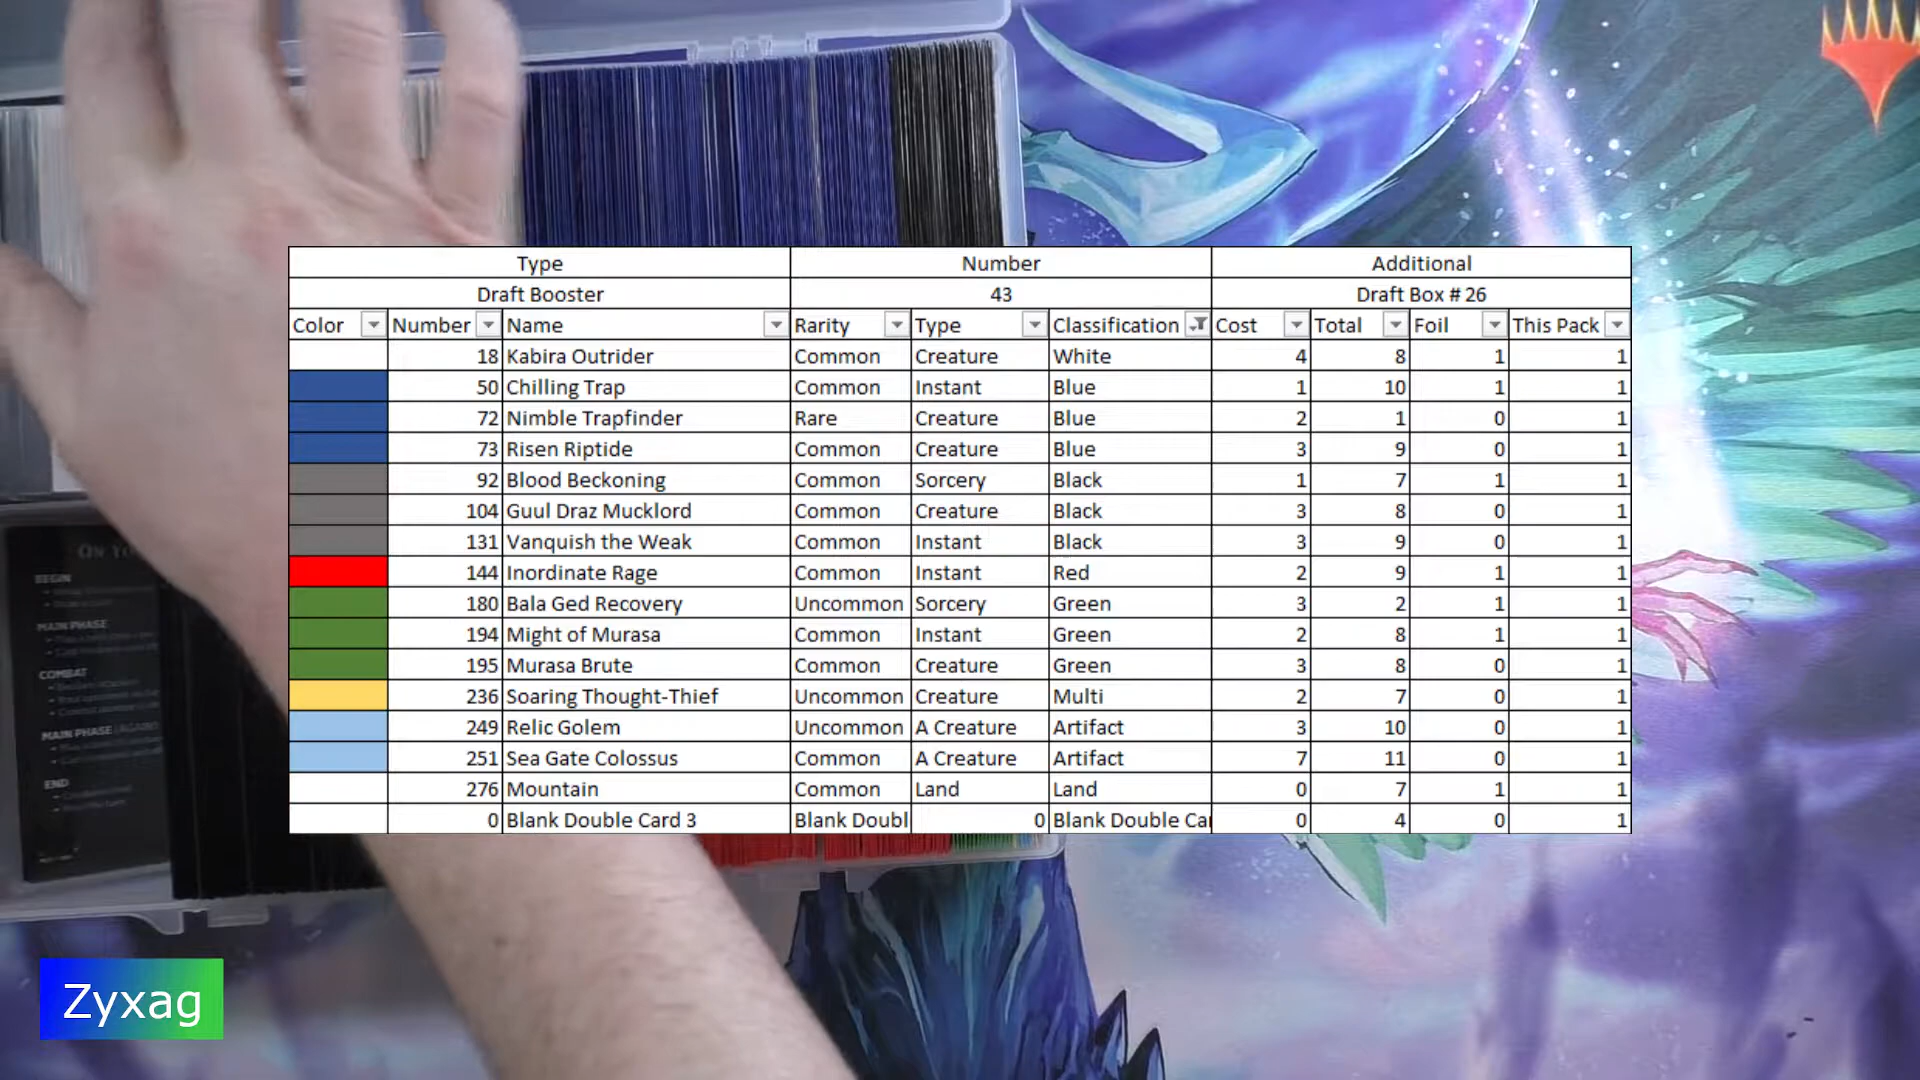 Type Number Additional
Draft Booster 43 Draft Box # 26
Color Number Name Rarity Type Classification Cost Total Foil This Pack
18 Kabira Outrider Common Creature White 4 8 1 1
50 Chilling Trap Common Instant Blue 1 10 1 1
72 Nimble Trapfinder Rare Creature Blue 2 1 0 1
73 Risen Riptide Common Creature Blue 3 9 0 1
92 Blood Beckoning Common Sorcery Black 1 7 1 1
104 Guul Draz Mucklord Common Creature Black 3 8 0 1
131 Vanquish the Weak Common Instant Black 3 9 0 1
144 Inordinate Rage Common Instant Red 2 9 1 1
180 Bala Ged Recovery Uncommon Sorcery Green 3 2 1 1
194 Might of Murasa Common Instant Green 2 8 1 1
195 Murasa Brute Common Creature Green 3 8 0 1
236 Soaring Thought-Thief Uncommon Creature Multi 2 7 0 1
249 Relic Golem Uncommon A Creature Artifact 3 10 0 1
251 Sea Gate Colossus Common A Creature Artifact 7 11 0 1
276 Mountain Common Land Land 0 7 1 1
0 Blank Double Card 3 Blank Doubl 0 Blank Double Car 0 4 0 1
BEGIN
MAIN PHASE
COMBAT
MAIN PHASE
END
Zyxag